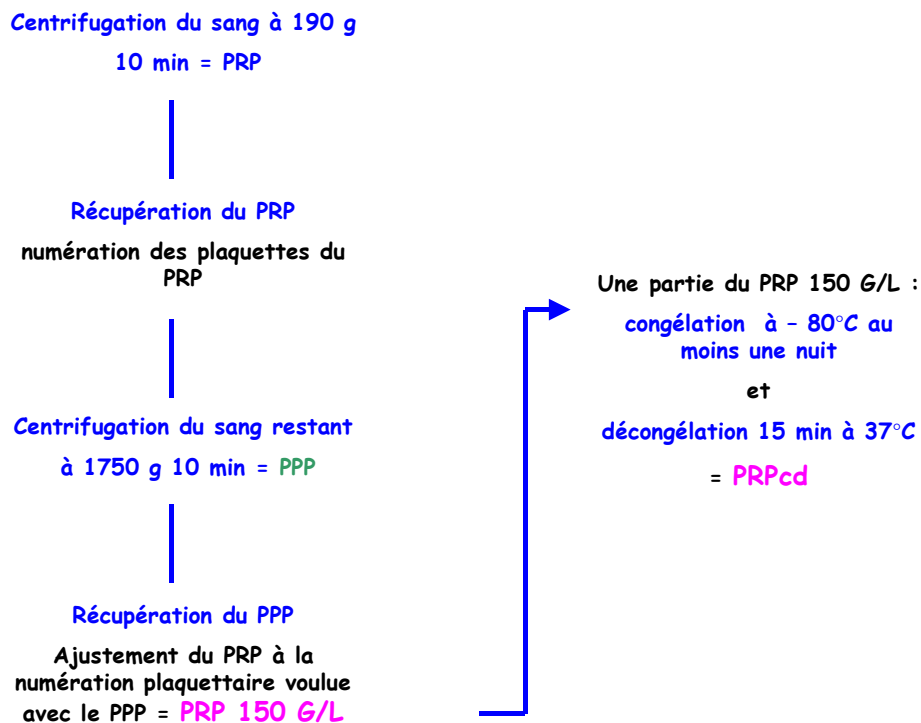 Centrifugation du sang à 190 g
10 min = PRP
Récupération du PRP
numération des plaquettes du
PRP
Centrifugation du sang restant
à 1750 g 10 min = PPP
Récupération du PPP
Ajustement du PRP à la
numération plaquettaire voulue
avec le PPP = PRP 150 G/L
Une partie du PRP 150 G/L :
congélation à – 80°C au
moins une nuit
et
décongélation 15 min à 37°C
= PRPcd